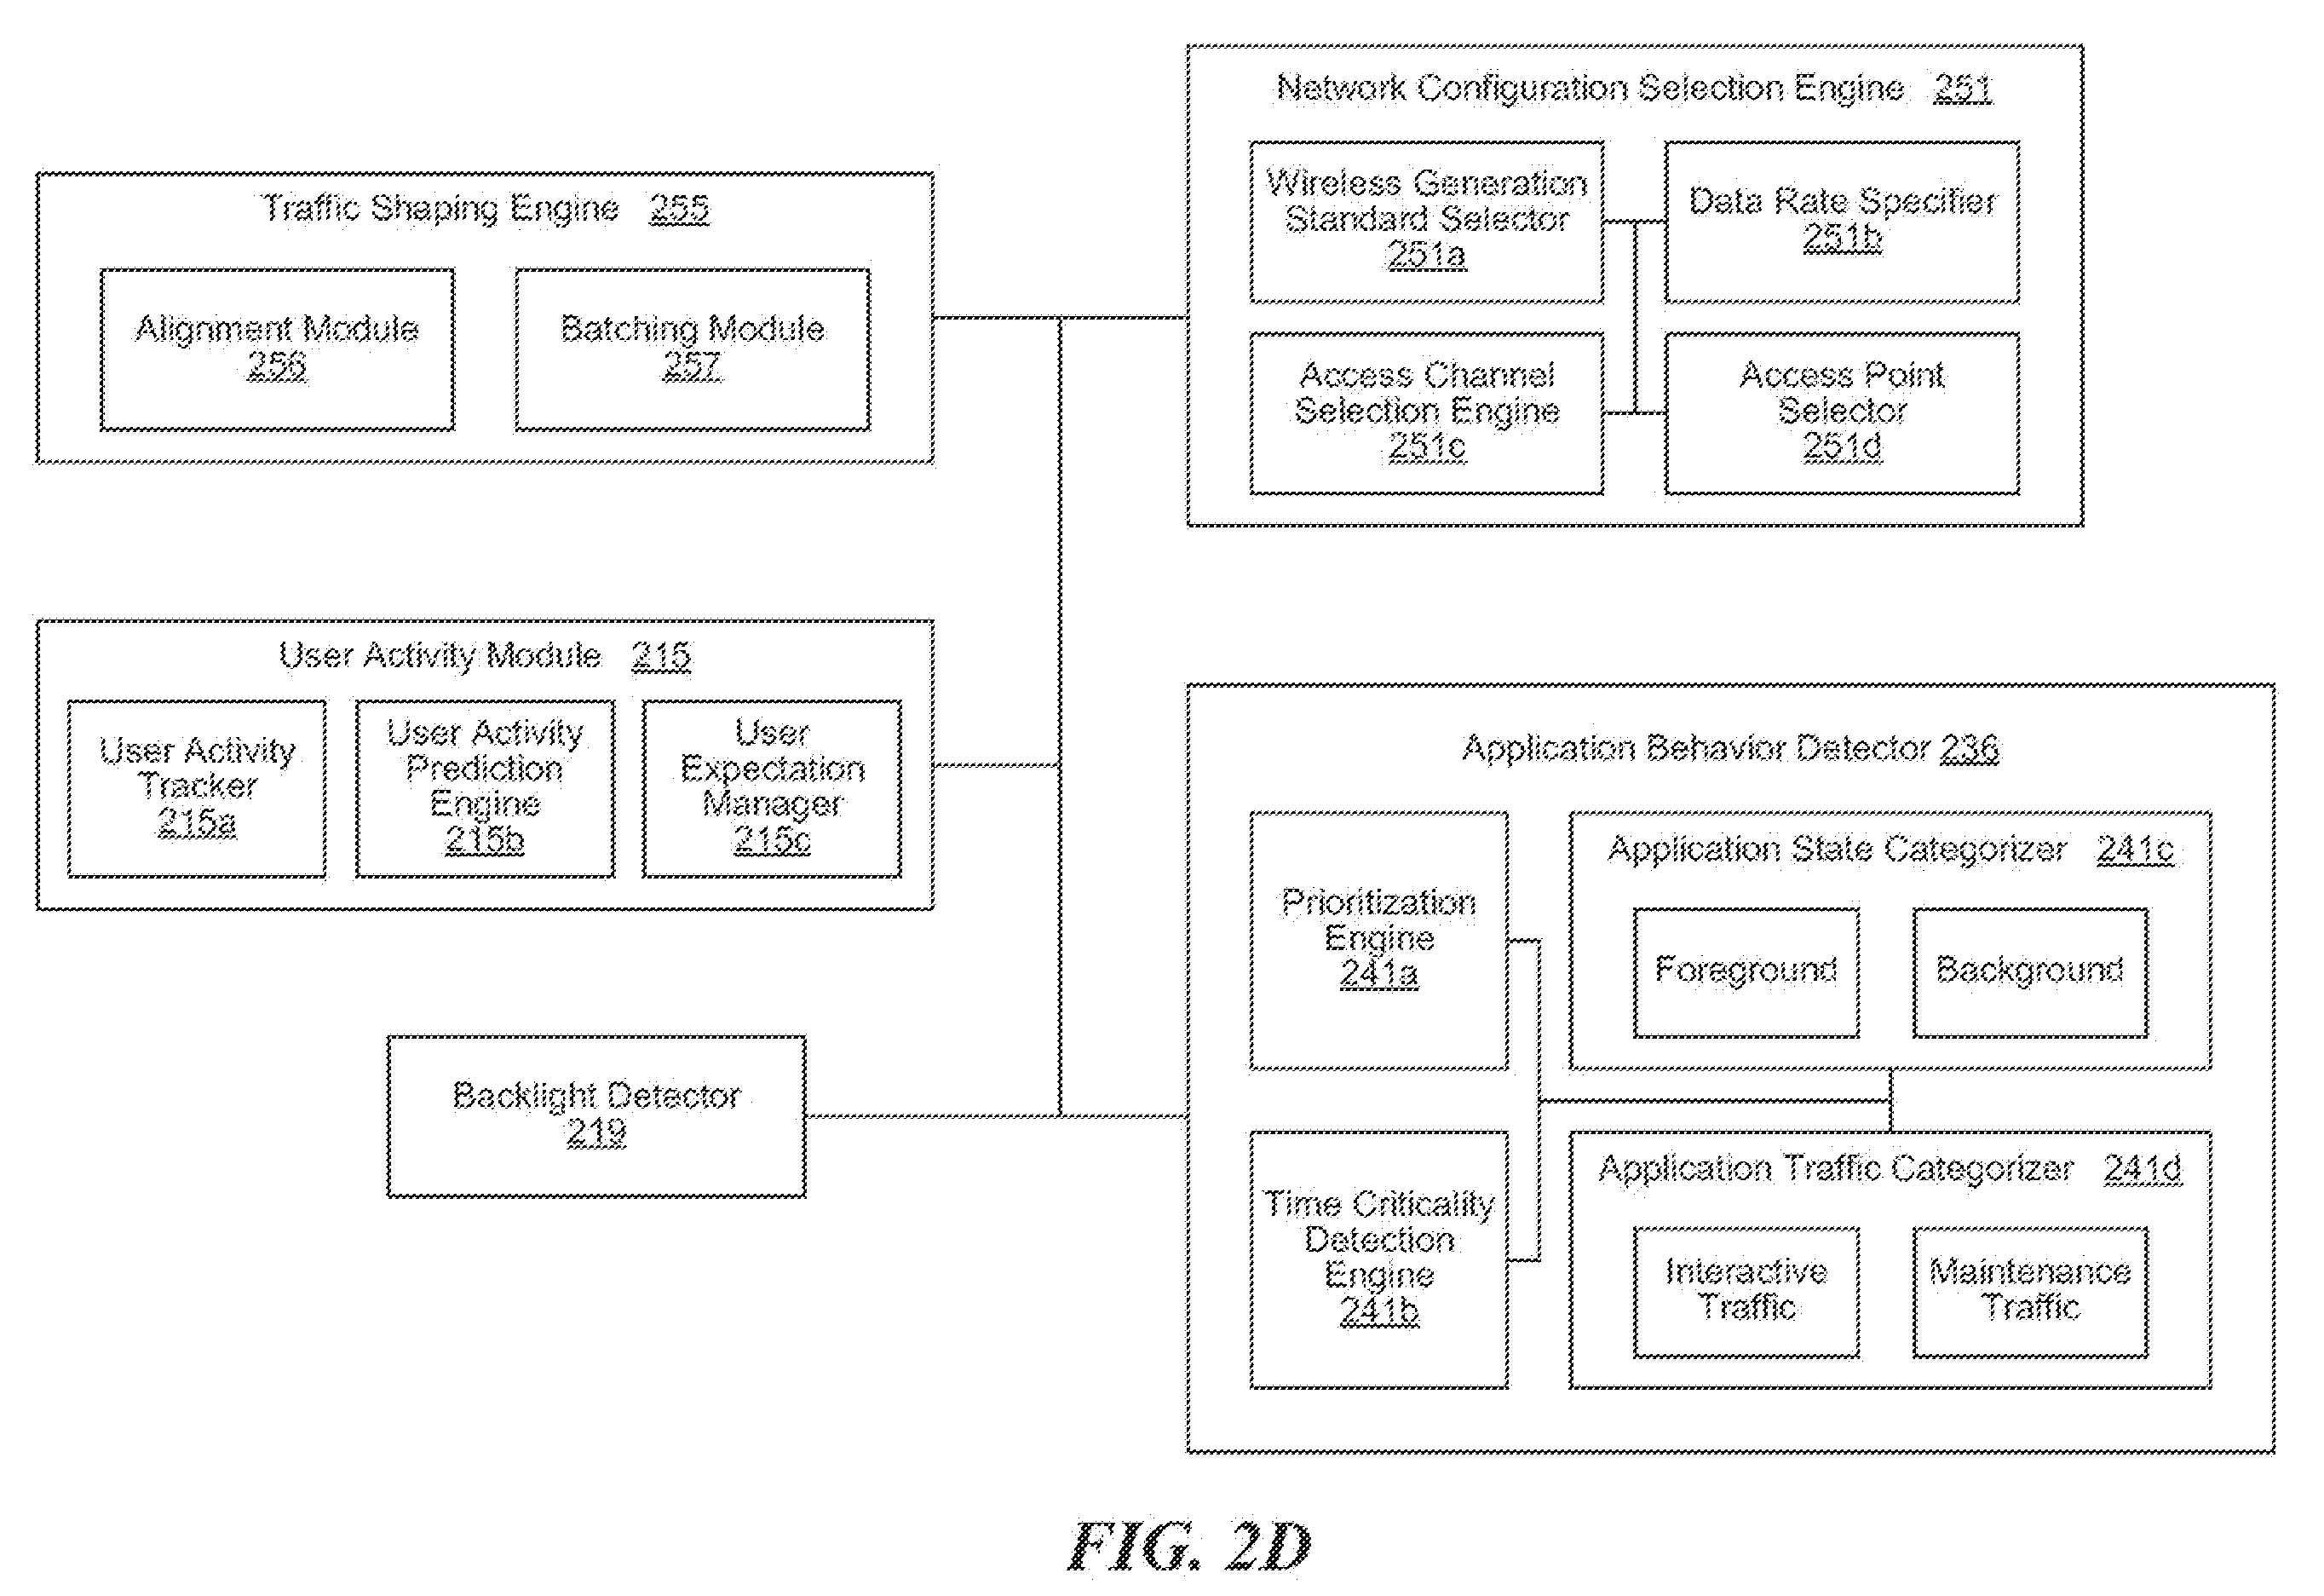 Network Configuration Selection Engine 251
Wireless Generation
Standard Selector
251a
Data Rate Specifier
251b
Access Channel
Selection Engine
251c
Access Point
Selector
251d
Traffic Shaping Engine 255
Alignment Module
256
Batching Module
257
User Activity Module 215
User Activity
Tracker
215a
User Activity
Prediction
Engine
215b
User
Expectation
Manager
215c
Backlight Detector
219
Application Behavior Detector 236
Prioritization
Engine
241a
Application State Categorizer 241c
Foreground
Background
Time Criticality
Detection
Engine
241b
Application Traffic Categorizer 241d
Interactive
Traffic
Maintenance
Traffic
FIG. 2D